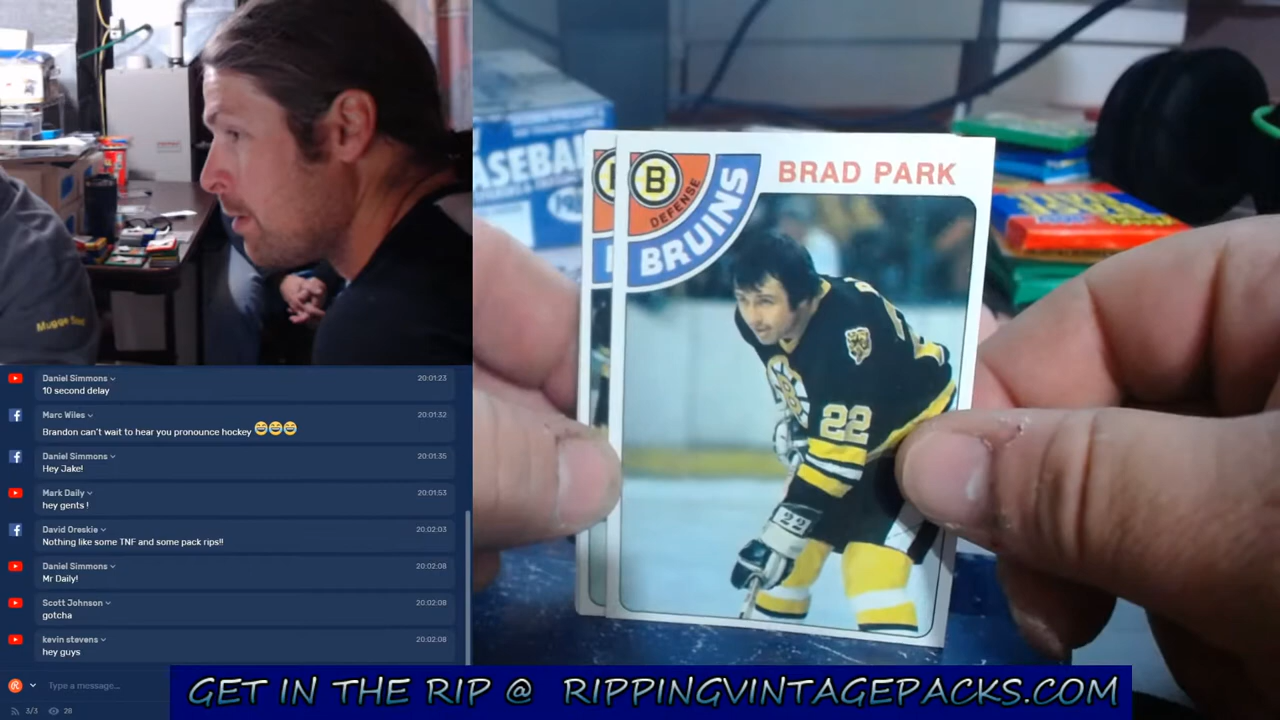 Mugge
Daniel Simmons 20:01:23
10 second delay
Marc Wiles 20:01:32
Brandon can't wait to hear you pronounce hockey 😂😂😂
Daniel Simmons 20:01:35
Hey Jake!
Mark Daily 20:01:53
hey gents !
David Oreskie 20:02:03
Nothing like some TNF and some pack rips!!
Daniel Simmons 20:02:08
Mr Daily!
Scott Johnson 20:02:08
gotcha
kevin stevens 20:02:08
hey guys
Type a message...
3/3 28
ASEBAL
B
DEFENSE
BRUINS
BRAD PARK
B
22
22
GET IN THE RIP @ RIPPINGVINTAGEPACKS.COM